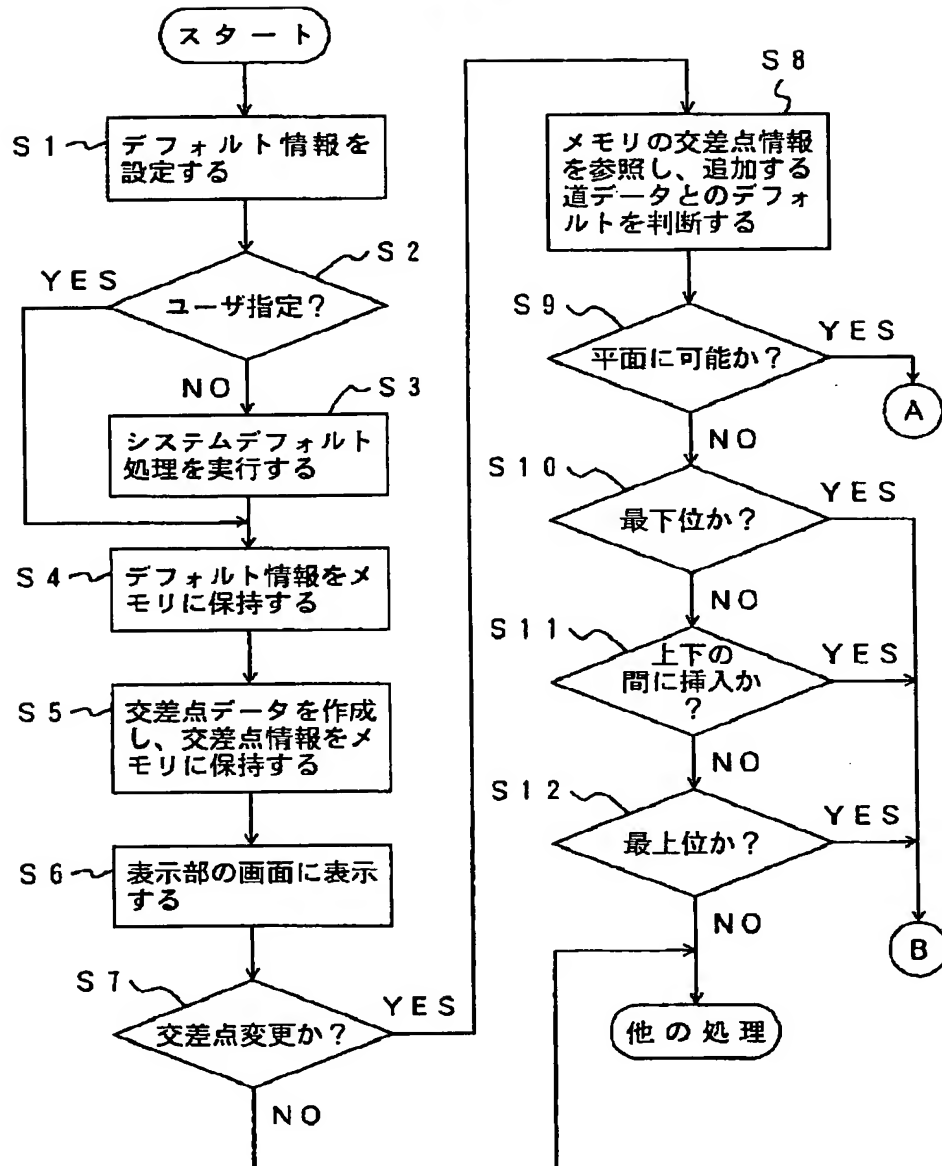 スタート
S1
デフォルト情報を
設定する
S2
YES
ユーザ指定?
NO
S3
システムデフォルト
処理を実行する
S4
デフォルト情報をメ
モリに保持する
S5
交差点データを作成
し、交差点情報をメ
モリに保持する
S6
表示部の画面に表示
する
S7
YES
交差点変更か?
NO
S8
メモリの交差点情報
を参照し、追加する
道データとのデフォ
ルトを判断する
S9
YES
平面に可能か?
A
NO
S10
YES
最下位か?
NO
S11
上下の
間に挿入か
?
YES
NO
S12
YES
最上位か?
NO
B
他の処理